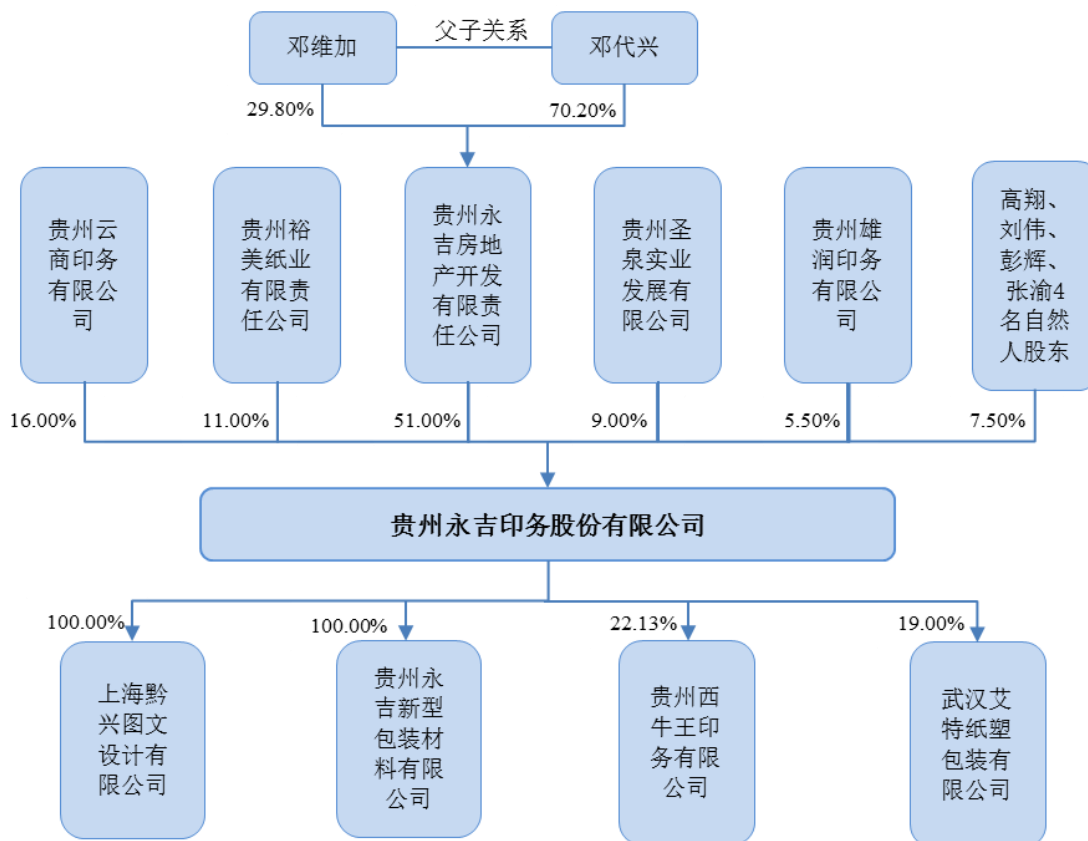 邓维加
父子关系
邓代兴
29.80%
70.20%
贵州云
商印务
有限公
司
贵州裕
美纸业
有限责
任公司
贵州永
吉房地
产开发
有限责
任公司
贵州圣
泉实业
发展有
限公司
贵州雄
润印务
有限公
司
高翔、
刘伟、
彭辉、
张渝4
名自然
人股东
16.00%
11.00%
51.00%
9.00%
5.50%
7.50%
贵州永吉印务股份有限公司
100.00%
100.00%
22.13%
19.00%
上海黔
兴图文
设计有
限公司
贵州永
吉新型
包装材
料有限
公司
贵州西
牛王印
务有限
公司
武汉艾
特纸塑
包装有
限公司